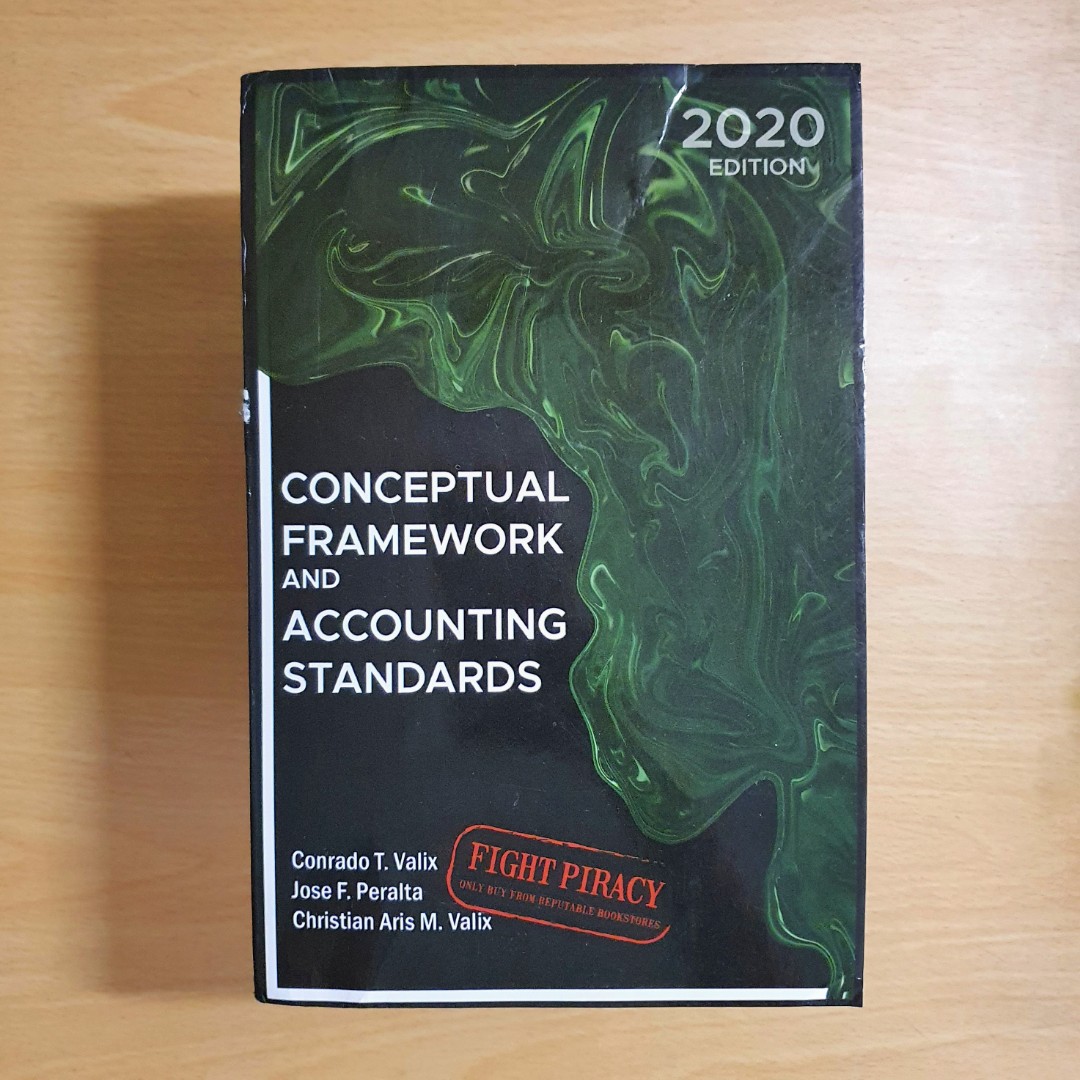 2020
EDITION
CONCEPTUAL
FRAMEWORK
AND
ACCOUNTING
STANDARDS
Conrado T. Valix
Jose F. Peralta
Christian Aris M. Valix
FIGHT PIRACY
ONLY BUY FROM REPUTABLE BOOKSTORES